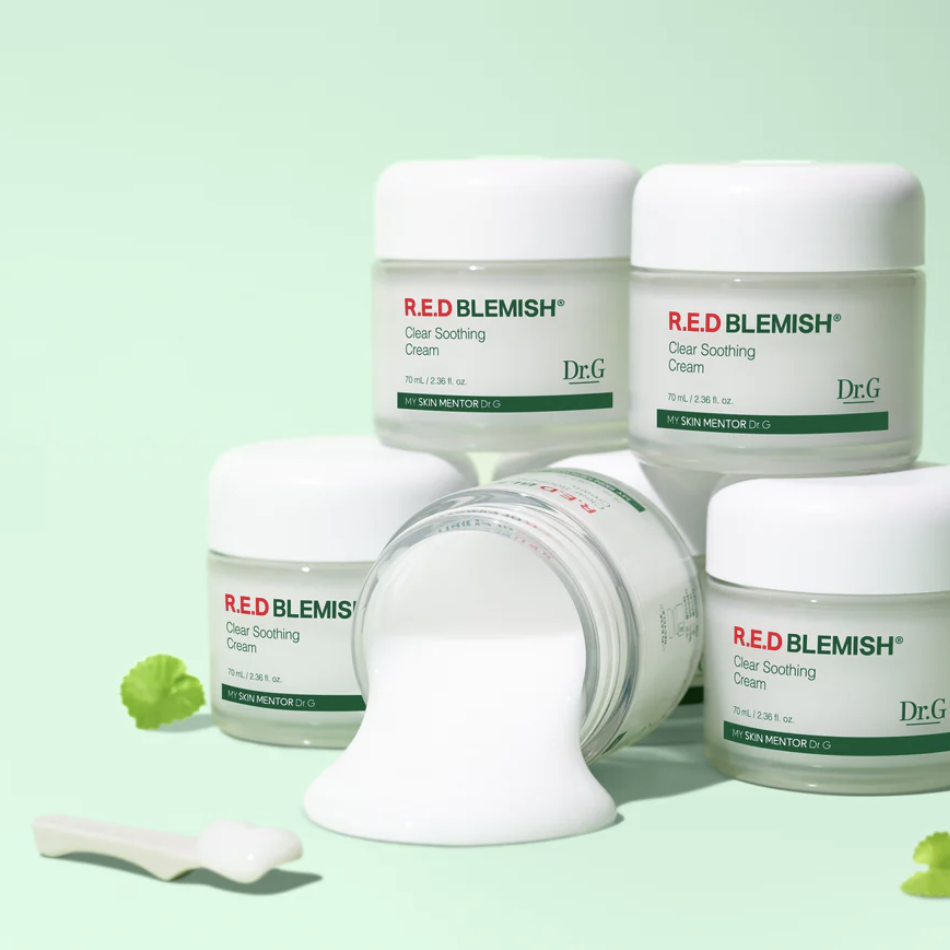 R.E.D BLEMISH®
Clear Soothing
Cream
70 mL / 2.36 fl. oz.
Dr.G
MY SKIN MENTOR Dr.G
R.E.D BLEMISH®
Clear Soothing
Cream
70 mL / 2.36 fl. oz.
Dr.G
MY SKIN MENTOR Dr.G
R.E.D BL
R.E.D BLEMIS
Clear Soothing
Cream
70 mL / 2.36 fl. oz.
MY SKIN MENTOR Dr.G
R.E.D BLEMISH®
Clear Soothing
Cream
70 mL / 2.36 fl. oz.
Dr.G
MY SKIN MENTOR Dr.G